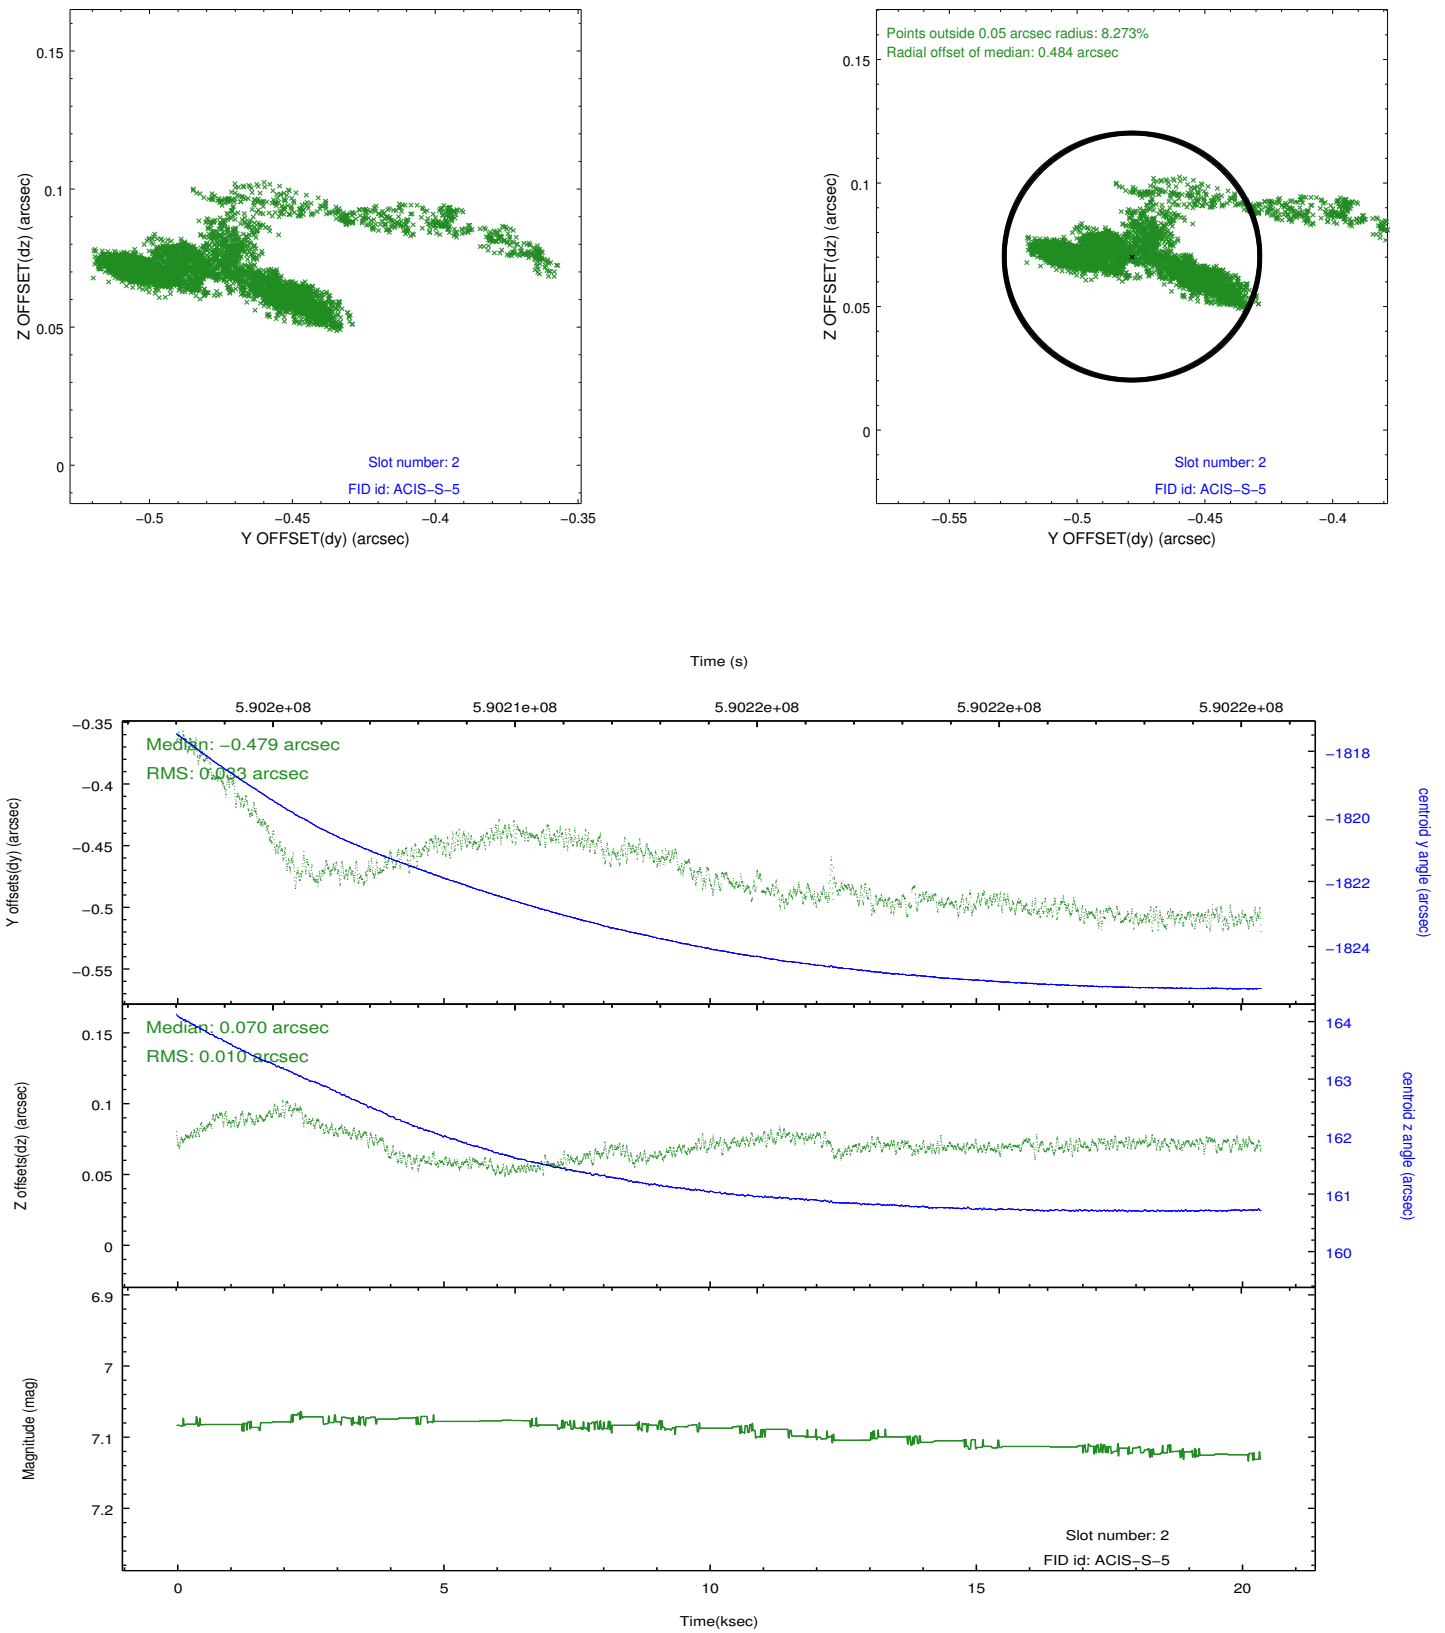 Points outside 0.05 arcsec radius: 8.273%
Radial offset of median: 0.484 arcsec
0.15
0.1
0.05
0
Z OFFSET(dz) (arcsec)
Slot number: 2
FID id: ACIS−S−5
−0.5
−0.45
−0.4
−0.35
Y OFFSET(dy) (arcsec)
0.15
0.1
0.05
0
Z OFFSET(dz) (arcsec)
Slot number: 2
FID id: ACIS−S−5
−0.55
−0.5
−0.45
−0.4
Y OFFSET(dy) (arcsec)
Time (s)
5.902e+08
5.9021e+08
5.9022e+08
5.9022e+08
5.9022e+08
−0.35
−0.4
−0.45
−0.5
−0.55
Y offsets(dy) (arcsec)
Median: −0.479 arcsec
RMS: 0.033 arcsec
−1818
−1820
−1822
−1824
centroid y angle (arcsec)
0.15
0.1
0.05
0
Z offsets(dz) (arcsec)
Median: 0.070 arcsec
RMS: 0.010 arcsec
164
163
162
161
160
centroid z angle (arcsec)
6.9
7
7.1
7.2
Magnitude (mag)
Slot number: 2
FID id: ACIS−S−5
0
5
10
15
20
Time(ksec)